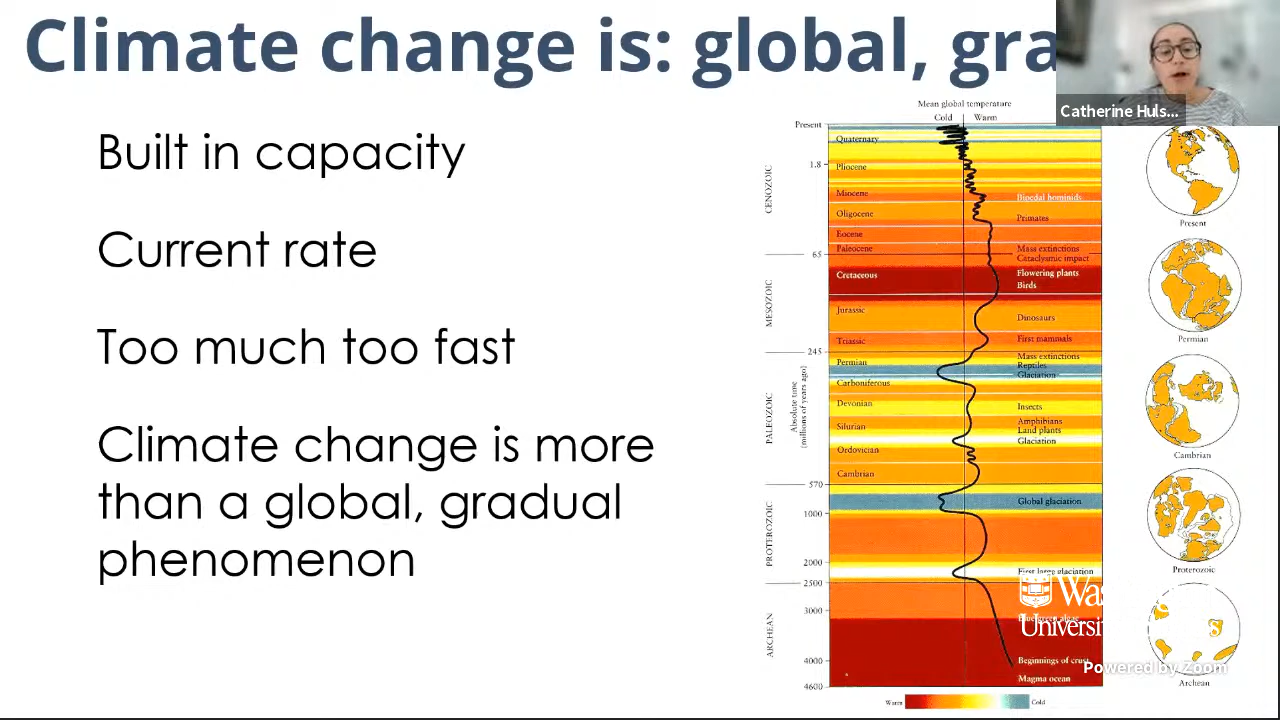 Climate change is: global, gra
Catherine Huls...
Built in capacity
Current rate
Too much too fast
Climate change is more
than a global, gradual
phenomenon
Mean global temperature
Cold Warm
Present
Quaternary
1.8
Pliocene
CENOZOIC
Miocene
Bipedal hominids
Oligocene
Primates
Eocene
Paleocene
Mass extinctions
65
Cataclysmic impact
Cretaceous
Flowering plants
Birds
MESOZOIC
Jurassic
Dinosaurs
Triassic
First mammals
245
Mass extinctions
Permian
Reptiles
Glaciation
Carboniferous
Absolute time
(millions of years ago)
PALEOZOIC
Devonian
Insects
Silurian
Amphibians
Land plants
Glaciation
Ordovician
Cambrian
570
Global glaciation
1000
PROTEROZOIC
2000
First large glaciation
2500
3000
ARCHEAN
4000
Beginnings of crust
Magma ocean
4600
Warm Cold
Present
Permian
Cambrian
Proterozoic
Archean
Powered by Zoom